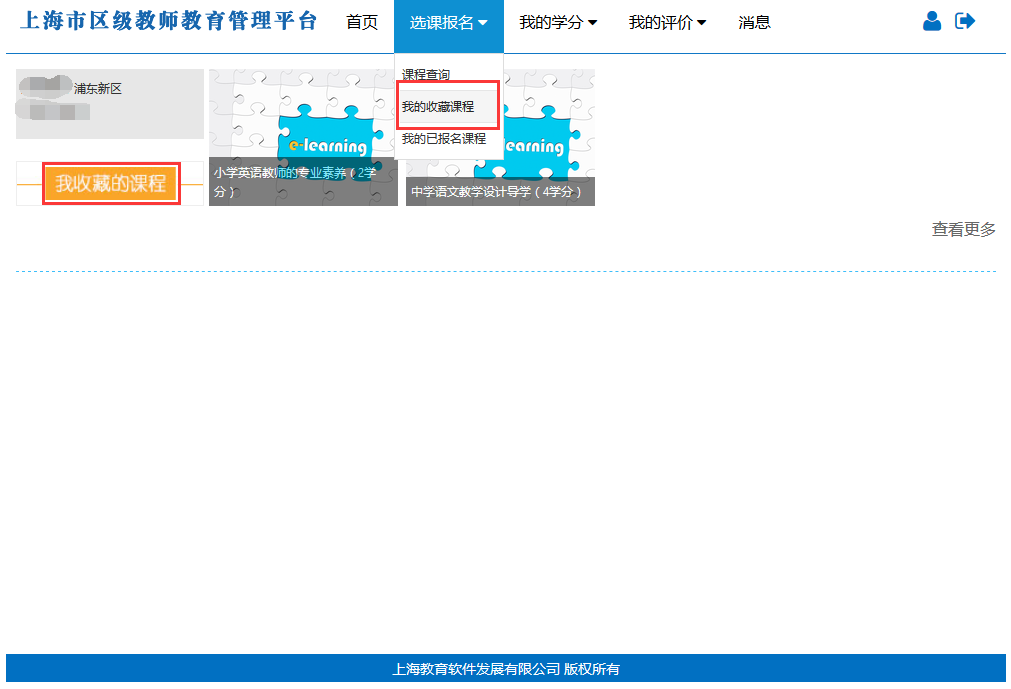 上海市区级教师教育管理平台 首页 选课报名 我的学分 我的评价 消息
课程查询
我的收藏课程
我的已报名课程
浦东新区
我收藏的课程
e-learning
小学英语教师的专业素养（2学
分）
earning
中学语文教学设计导学（4学分）
查看更多
上海教育软件发展有限公司 版权所有